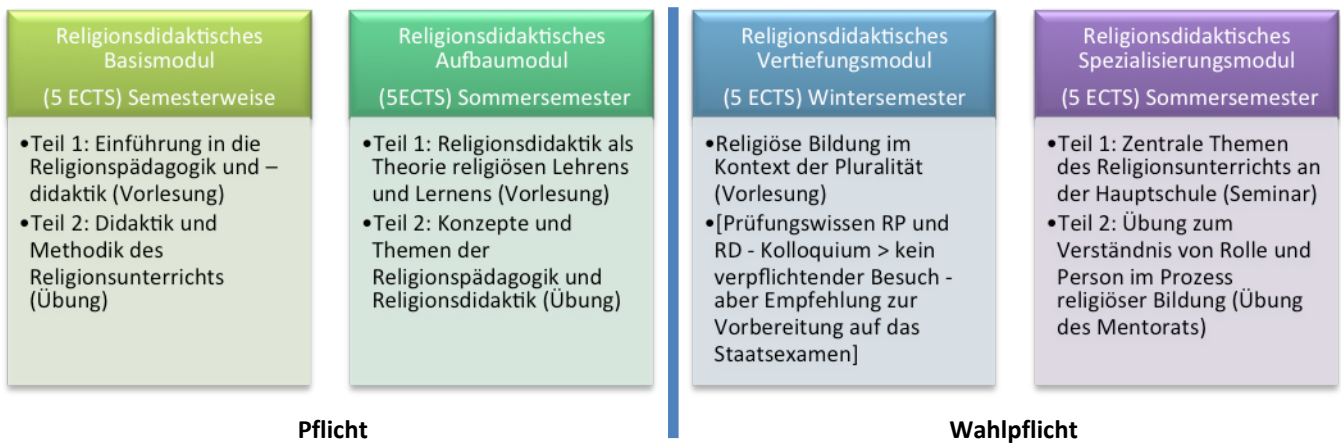 Religionsdidaktisches
Basismodul
(5 ECTS) Semesterweise
•Teil 1: Einführung in die
Religionspädagogik und –
didaktik (Vorlesung)
•Teil 2: Didaktik und
Methodik des
Religionsunterrichts
(Übung)
Religionsdidaktisches
Aufbaumodul
(5ECTS) Sommersemester
•Teil 1: Religionsdidaktik als
Theorie religiösen Lehrens
und Lernens (Vorlesung)
•Teil 2: Konzepte und
Themen der
Religionspädagogik und
Religionsdidaktik (Übung)
Pflicht
Religionsdidaktisches
Vertiefungsmodul
(5 ECTS) Wintersemester
•Religiöse Bildung im
Kontext der Pluralität
(Vorlesung)
•[Prüfungswissen RP und
RD - Kolloquium > kein
verpflichtender Besuch -
aber Empfehlung zur
Vorbereitung auf das
Staatsexamen]
Religionsdidaktisches
Spezialisierungsmodul
(5 ECTS) Sommersemester
•Teil 1: Zentrale Themen
des Religionsunterrichts an
der Hauptschule (Seminar)
•Teil 2: Übung zum
Verständnis von Rolle und
Person im Prozess
religiöser Bildung (Übung
des Mentorats)
Wahlpflicht